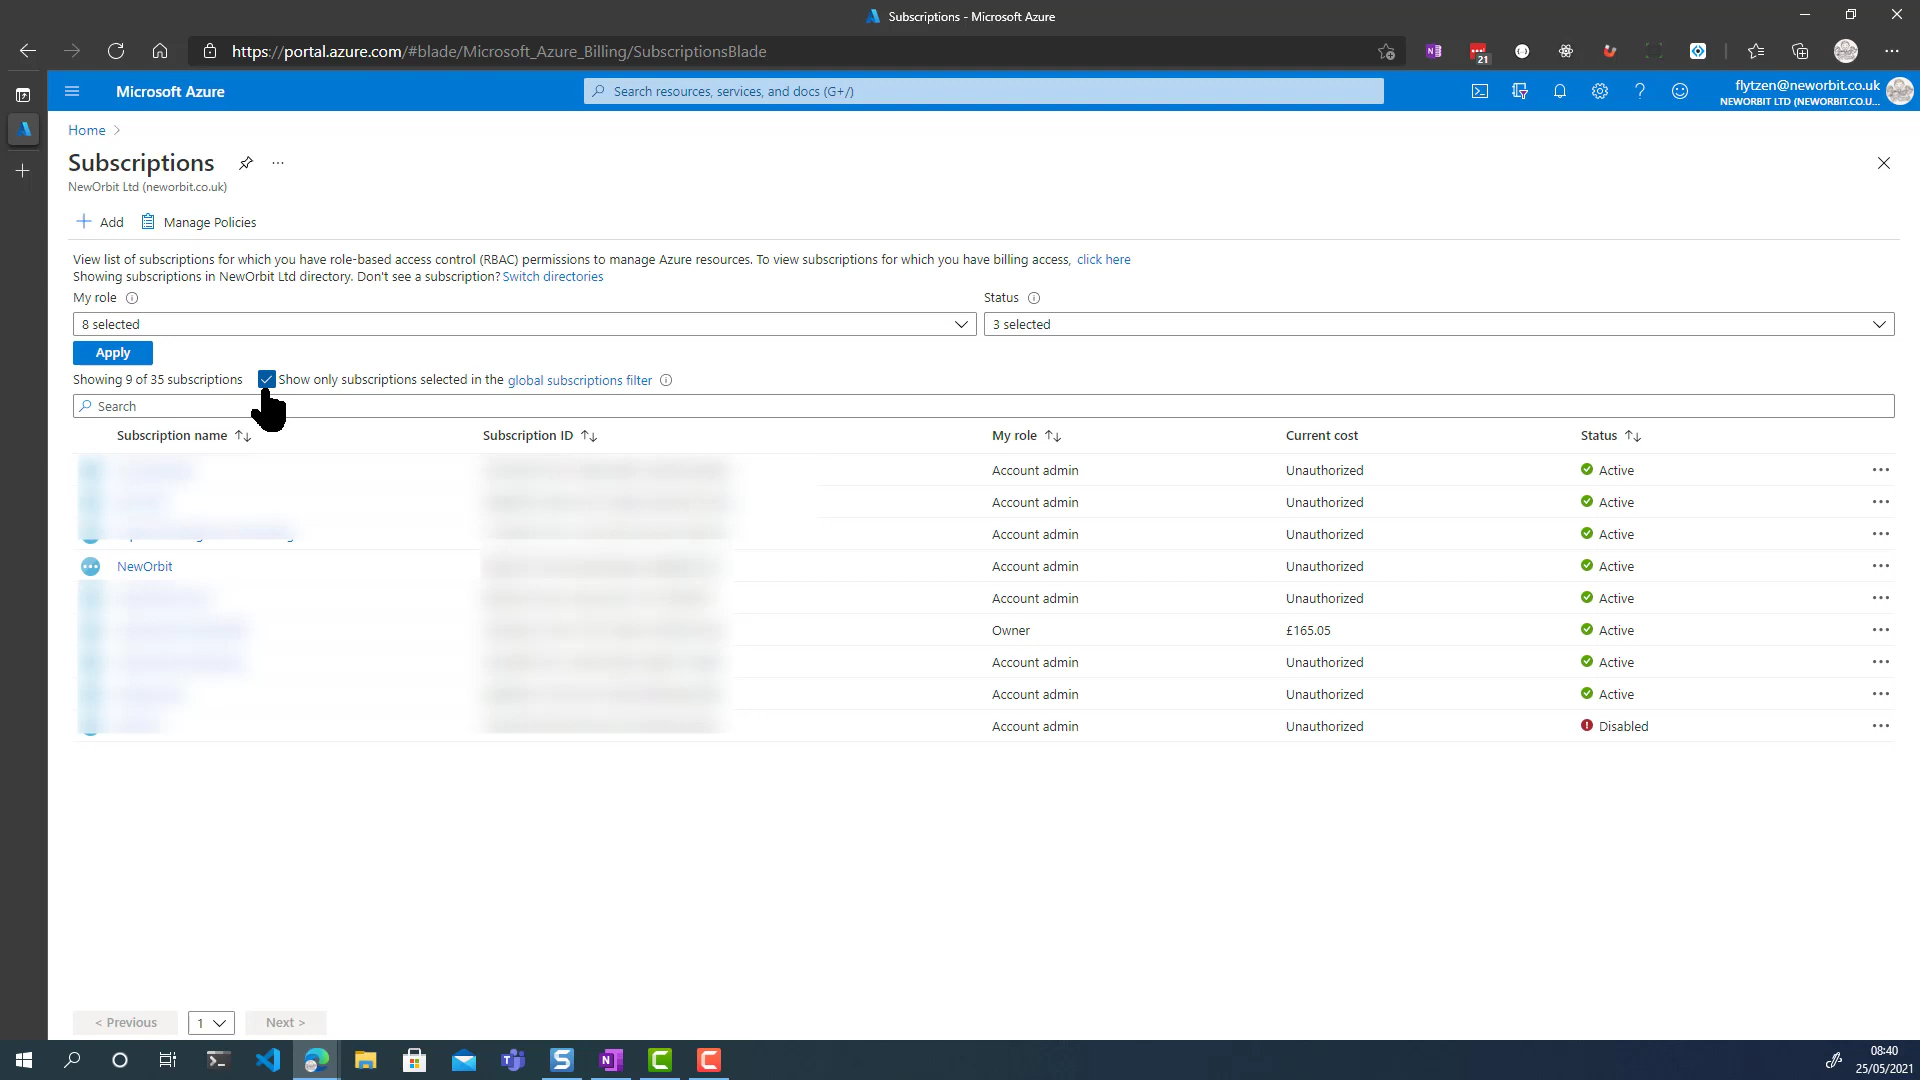 Subscriptions - Microsoft Azure
https://portal.azure.com/#blade/Microsoft_Azure_Billing/SubscriptionsBlade
21
Microsoft Azure
Search resources, services, and docs (G+/)
flytzen@neworbit.co.uk
NEWORBIT LTD (NEWORBIT.CO.U...
Home
Subscriptions
NewOrbit Ltd (neworbit.co.uk)
Add Manage Policies
View list of subscriptions for which you have role-based access control (RBAC) permissions to manage Azure resources. To view subscriptions for which you have billing access, click here
Showing subscriptions in NewOrbit Ltd directory. Don't see a subscription? Switch directories
My role Status
8 selected 3 selected
Apply
Showing 9 of 35 subscriptions Show only subscriptions selected in the global subscriptions filter
Search
Subscription name Subscription ID My role Current cost Status
Account admin Unauthorized Active
Account admin Unauthorized Active
Account admin Unauthorized Active
NewOrbit Account admin Unauthorized Active
Account admin Unauthorized Active
Owner £165.05 Active
Account admin Unauthorized Active
Account admin Unauthorized Active
Account admin Unauthorized Disabled
< Previous 1 Next >
08:40
25/05/2021